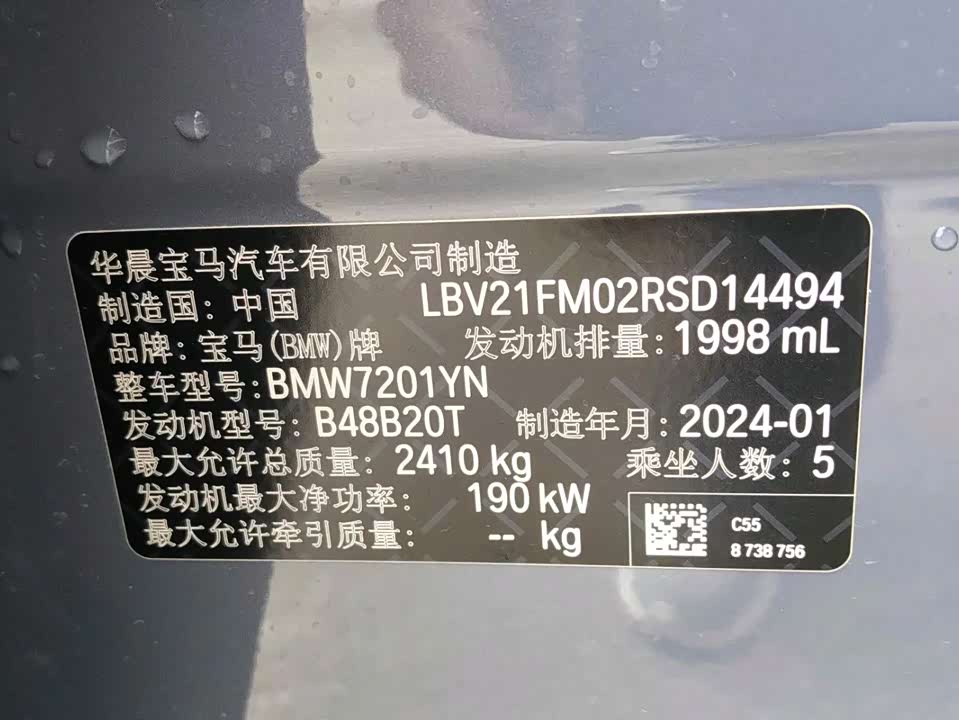 华晨宝马汽车有限公司制造
制造国: 中国 LBV21FM02RSD14494
品牌: 宝马(BMW)牌 发动机排量: 1998 mL
整车型号: BMW7201YN
发动机型号: B48B20T 制造年月: 2024-01
最大允许总质量: 2410 kg 乘坐人数: 5
发动机最大净功率: 190 kW
最大允许牵引质量: -- kg
C55
8 738 756